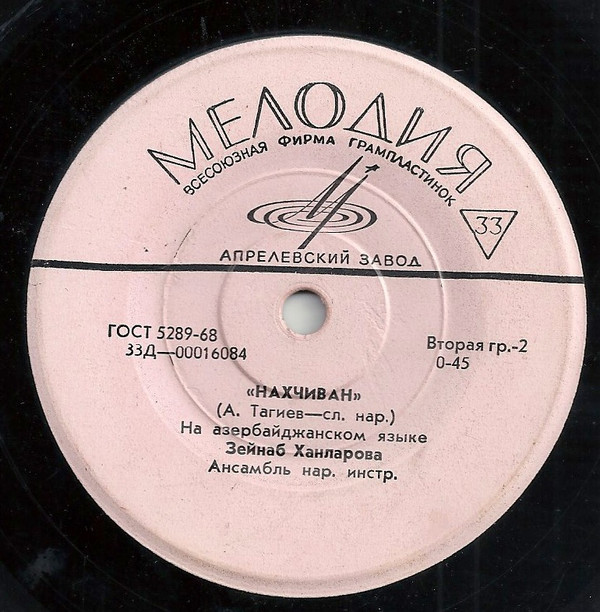 МЕЛОДИЯ
ВСЕСОЮЗНАЯ ФИРМА ГРАМПЛАСТИНОК
33
АПРЕЛЕВСКИЙ ЗАВОД
ГОСТ 5289-68
33Д—00016084
Вторая гр.-2
0-45
«НАХЧИВАН»
(А. Тагиев—сл. нар.)
На азербайджанском языке
Зейнаб Ханларова
Ансамбль нар. инстр.